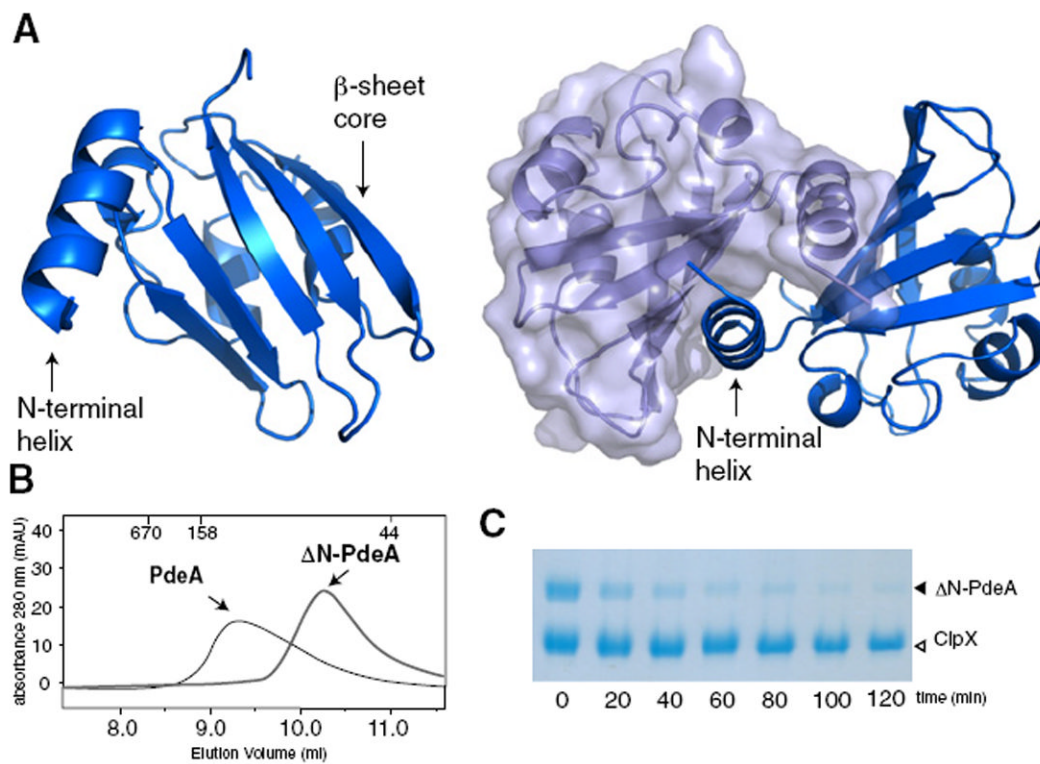 A
β-sheet
core
N-terminal
helix
N-terminal
helix
B
absorbance 280 nm (mAU)
40
30
20
10
0
670 158 44
PdeA
ΔN-PdeA
8.0 9.0 10.0 11.0
Elution Volume (ml)
C
ΔN-PdeA
ClpX
0 20 40 60 80 100 120 time (min)